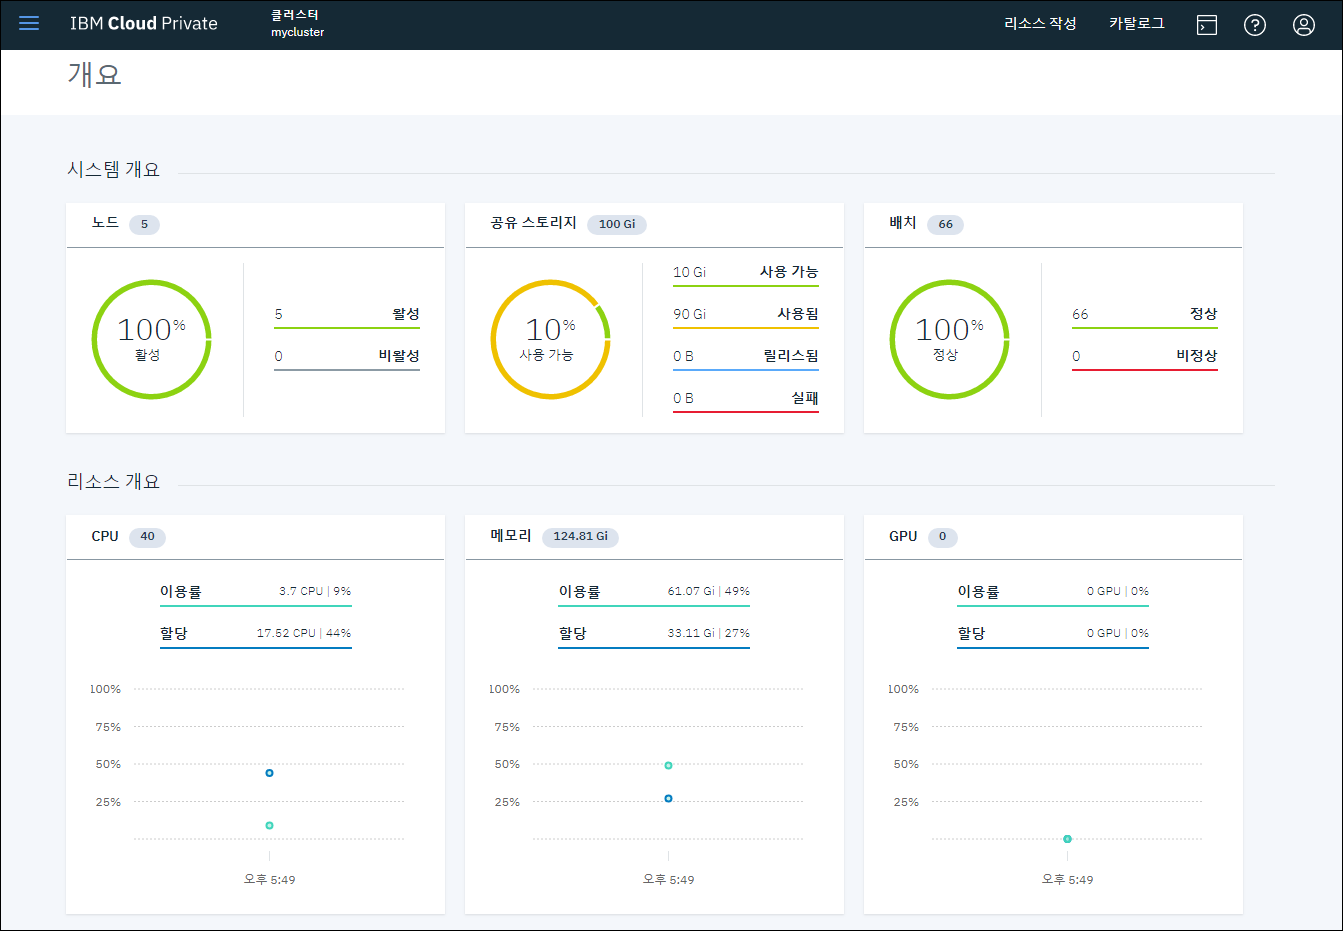 IBM Cloud Private
클러스터
mycluster
리소스 작성
카탈로그
개요
시스템 개요
노드 5
100%
활성
5 활성
0 비활성
공유 스토리지 100 Gi
10%
사용 가능
10 Gi 사용 가능
90 Gi 사용됨
0 B 릴리스됨
0 B 실패
배치 66
100%
정상
66 정상
0 비정상
리소스 개요
CPU 40
이용률 3.7 CPU | 9%
할당 17.52 CPU | 44%
100%
75%
50%
25%
오후 5:49
메모리 124.81 Gi
이용률 61.07 Gi | 49%
할당 33.11 Gi | 27%
100%
75%
50%
25%
오후 5:49
GPU 0
이용률 0 GPU | 0%
할당 0 GPU | 0%
100%
75%
50%
25%
오후 5:49